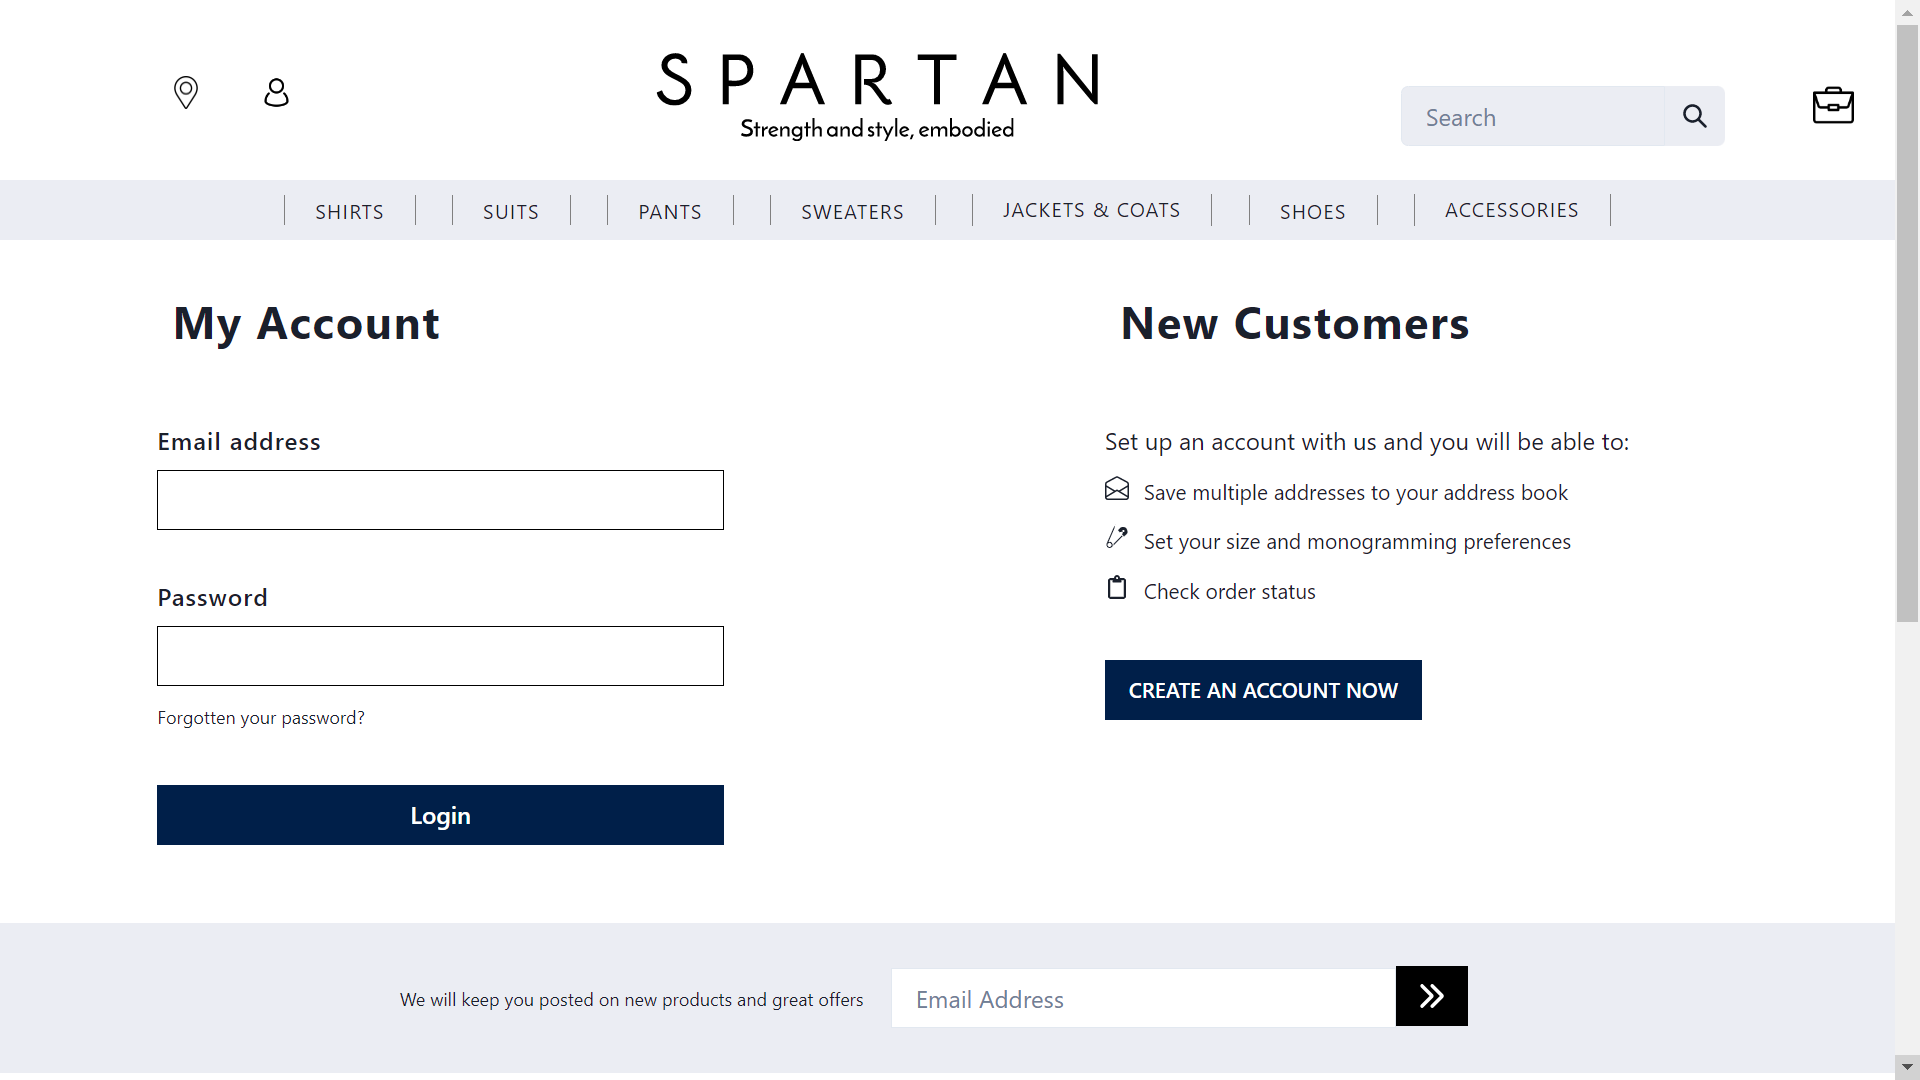 SPARTAN
Strength and style, embodied
Search
SHIRTS
SUITS
PANTS
SWEATERS
JACKETS & COATS
SHOES
ACCESSORIES
My Account
Email address
Password
Forgotten your password?
Login
New Customers
Set up an account with us and you will be able to:
Save multiple addresses to your address book
Set your size and monogramming preferences
Check order status
CREATE AN ACCOUNT NOW
We will keep you posted on new products and great offers
Email Address